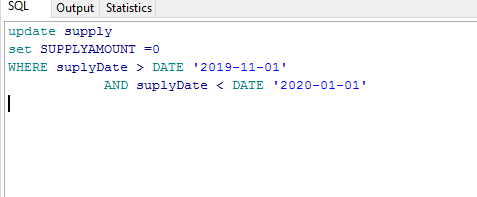 SQL Output Statistics
update supply
set SUPPLYAMOUNT =0
WHERE suplyDate > DATE '2019-11-01'
AND suplyDate < DATE '2020-01-01'